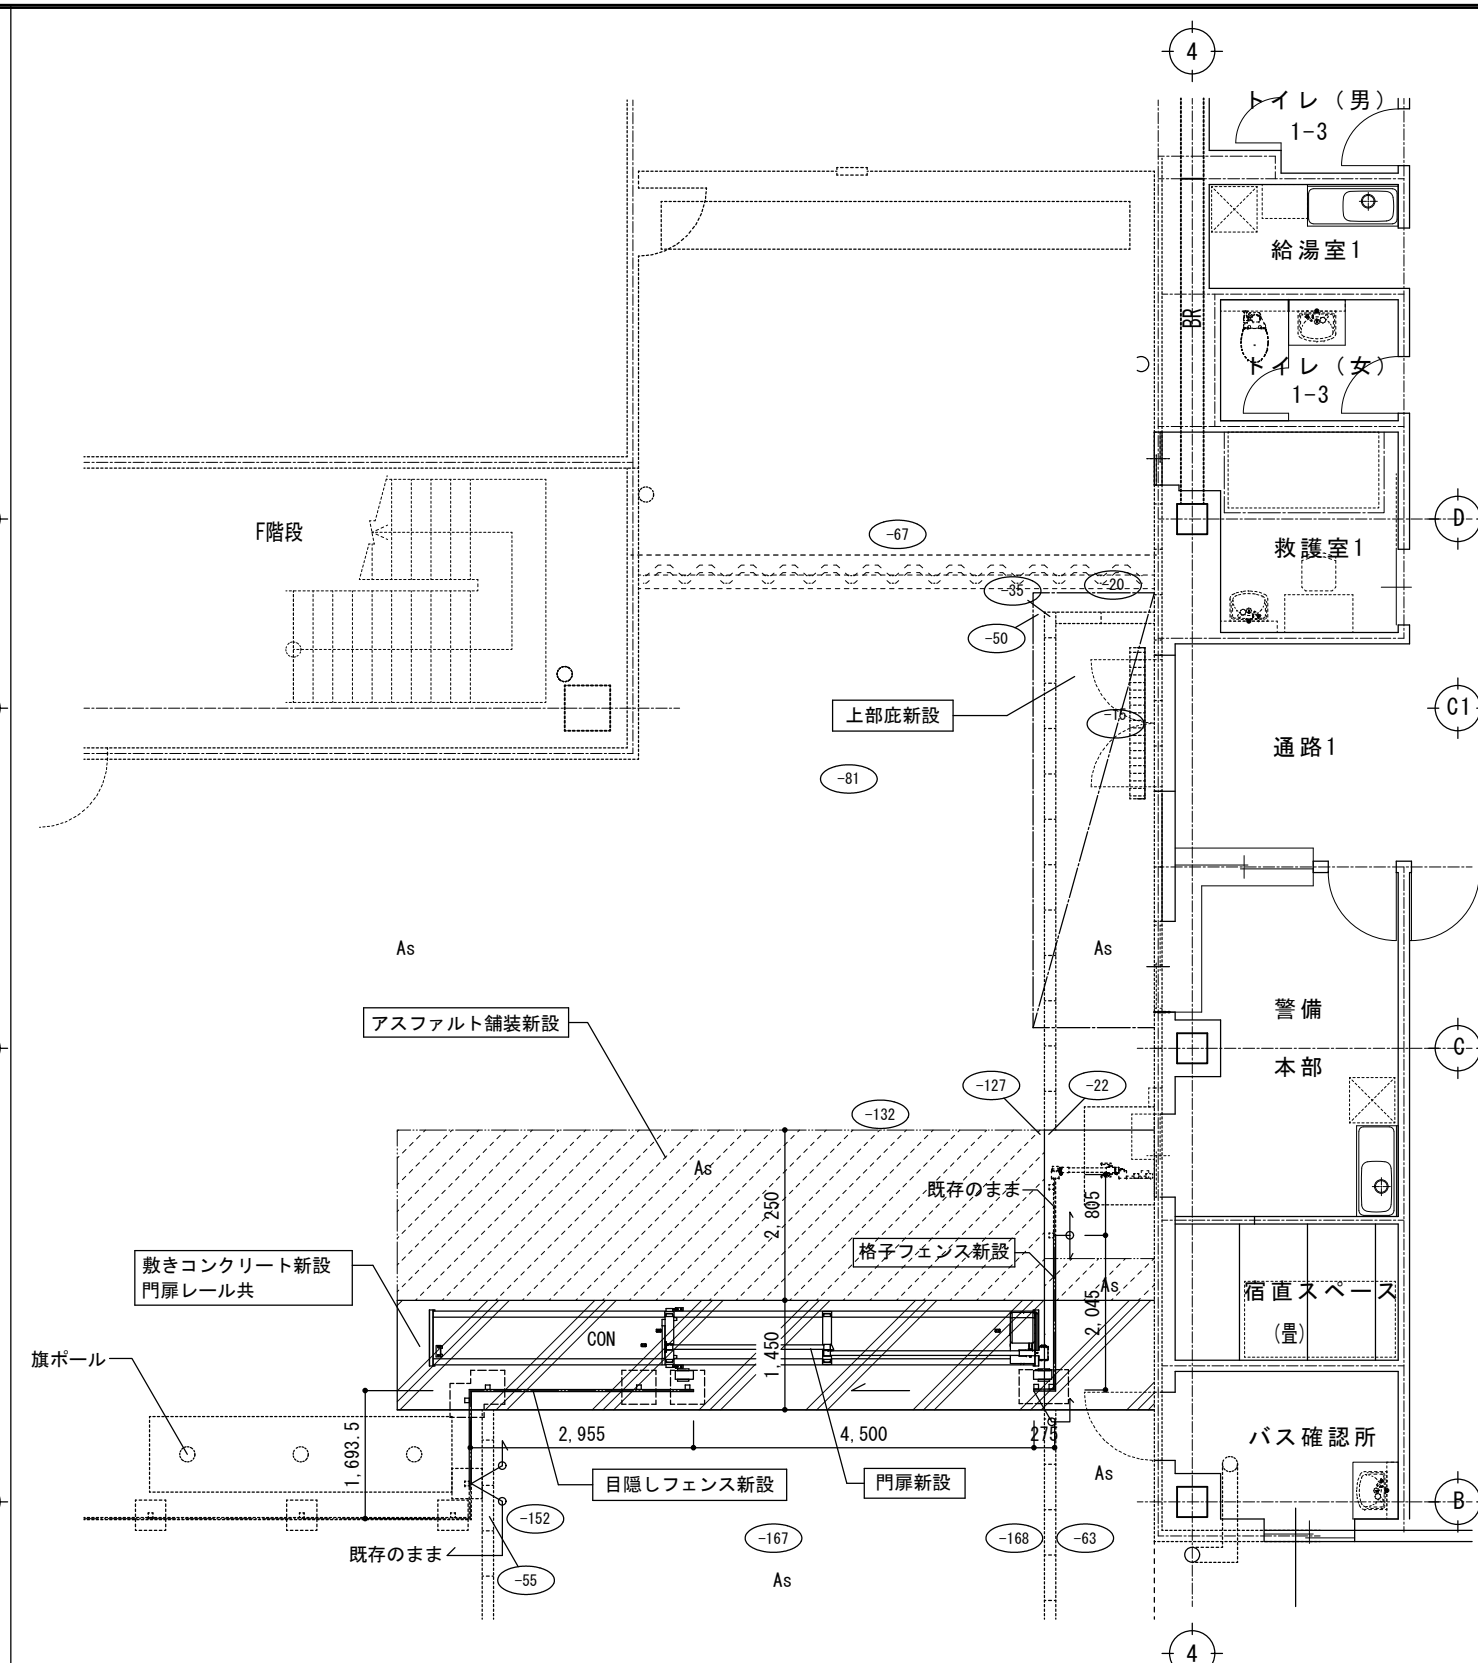 4
トイレ（男）
1-3
給湯室1
BR
トイレ（女）
1-3
F階段
-67
D
救護室1
-35
-20
-50
上部庇新設
-15
C1
通路1
-81
As
As
アスファルト舗装新設
警備
本部
C
-127
-22
-132
As
既存のまま
2,250
805
格子フェンス新設
敷きコンクリート新設
門扉レール共
As
宿直スペース
(畳)
2,045
CON
1,450
旗ポール
1,693.5
2,955
4,500
275
バス確認所
目隠しフェンス新設
門扉新設
As
B
-152
-167
-168
-63
既存のまま
-55
As
4